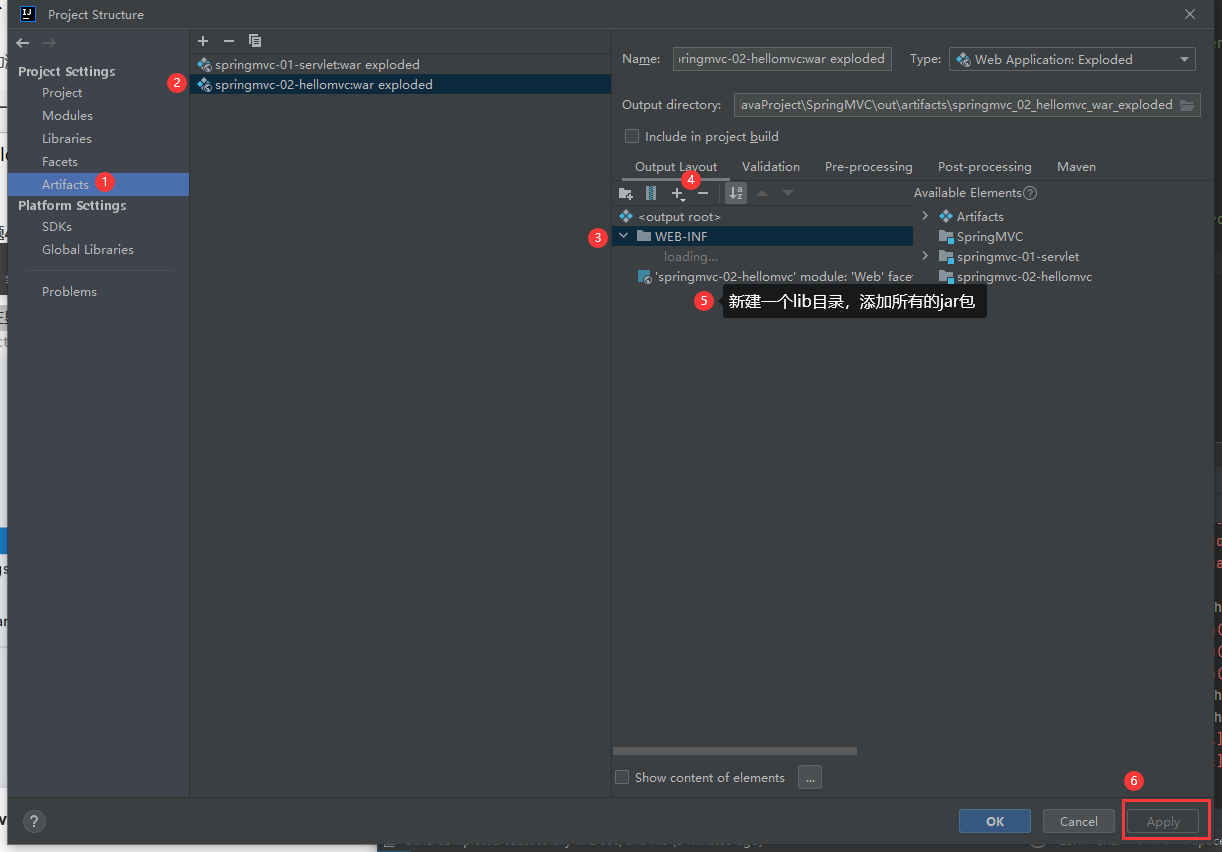 Project Structure
Project Settings
Project
Modules
Libraries
Facets
Artifacts
1
Platform Settings
SDKs
Global Libraries
Problems
springmvc-01-servlet:war exploded
2
springmvc-02-hellomvc:war exploded
Name:
ringmvc-02-hellomvc:war exploded
Type:
Web Application: Exploded
Output directory:
avaProject\SpringMVC\out\artifacts\springmvc_02_hellomvc_war_exploded
Include in project build
Output Layout
Validation
Pre-processing
Post-processing
Maven
4
Available Elements
<output root>
3
WEB-INF
loading...
'springmvc-02-hellomvc' module: 'Web' face
Artifacts
SpringMVC
springmvc-01-servlet
springmvc-02-hellomvc
5
新建一个lib目录，添加所有的jar包
Show content of elements
...
6
?
OK
Cancel
Apply